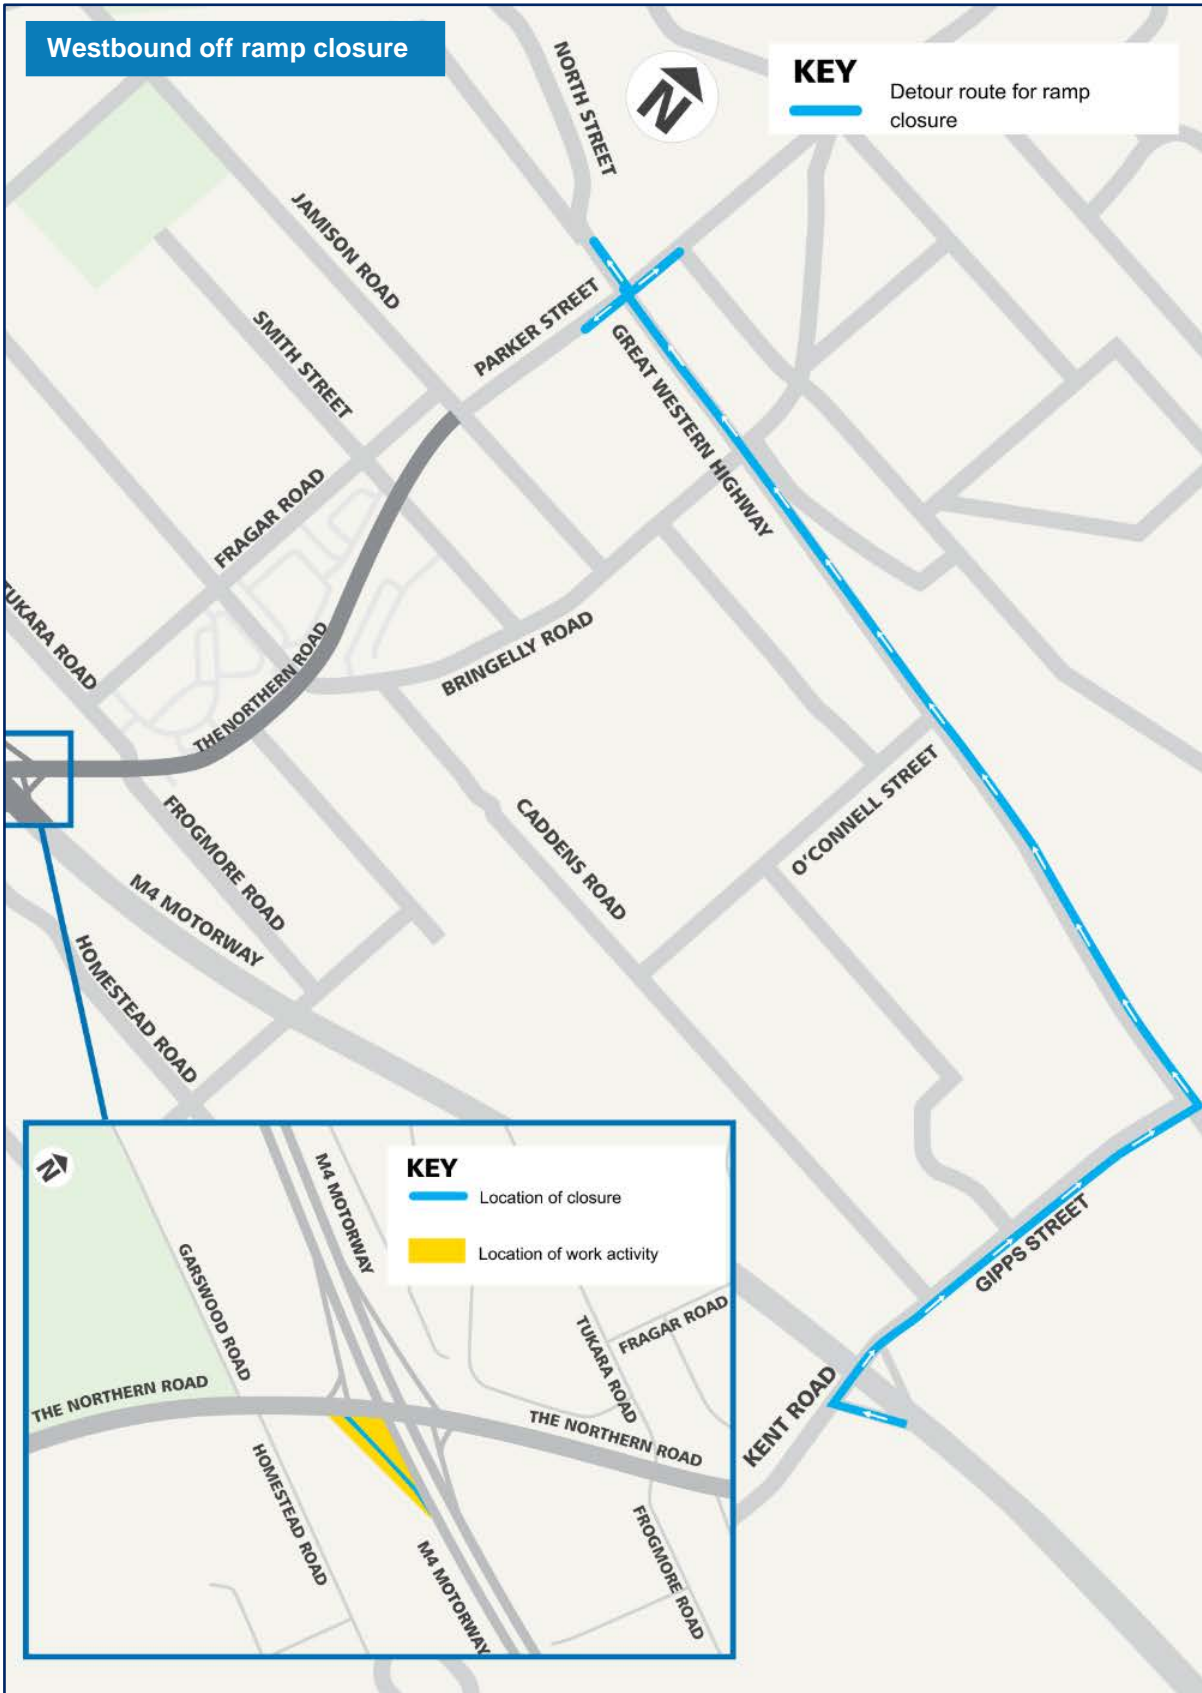 Westbound off ramp closure
KEY
Detour route for ramp
closure
N
NORTH STREET
JAMISON ROAD
PARKER STREET
SMITH STREET
GREAT WESTERN HIGHWAY
FRAGAR ROAD
TUKARA ROAD
THE NORTHERN ROAD
BRINGELLY ROAD
O'CONNELL STREET
CADDENS ROAD
FROGMORE ROAD
M4 MOTORWAY
HOMESTEAD ROAD
GIPPS STREET
KENT ROAD
N
KEY
Location of closure
Location of work activity
M4 MOTORWAY
GARSWOOD ROAD
TUKARA ROAD
FRAGAR ROAD
THE NORTHERN ROAD
THE NORTHERN ROAD
HOMESTEAD ROAD
M4 MOTORWAY
FROGMORE ROAD